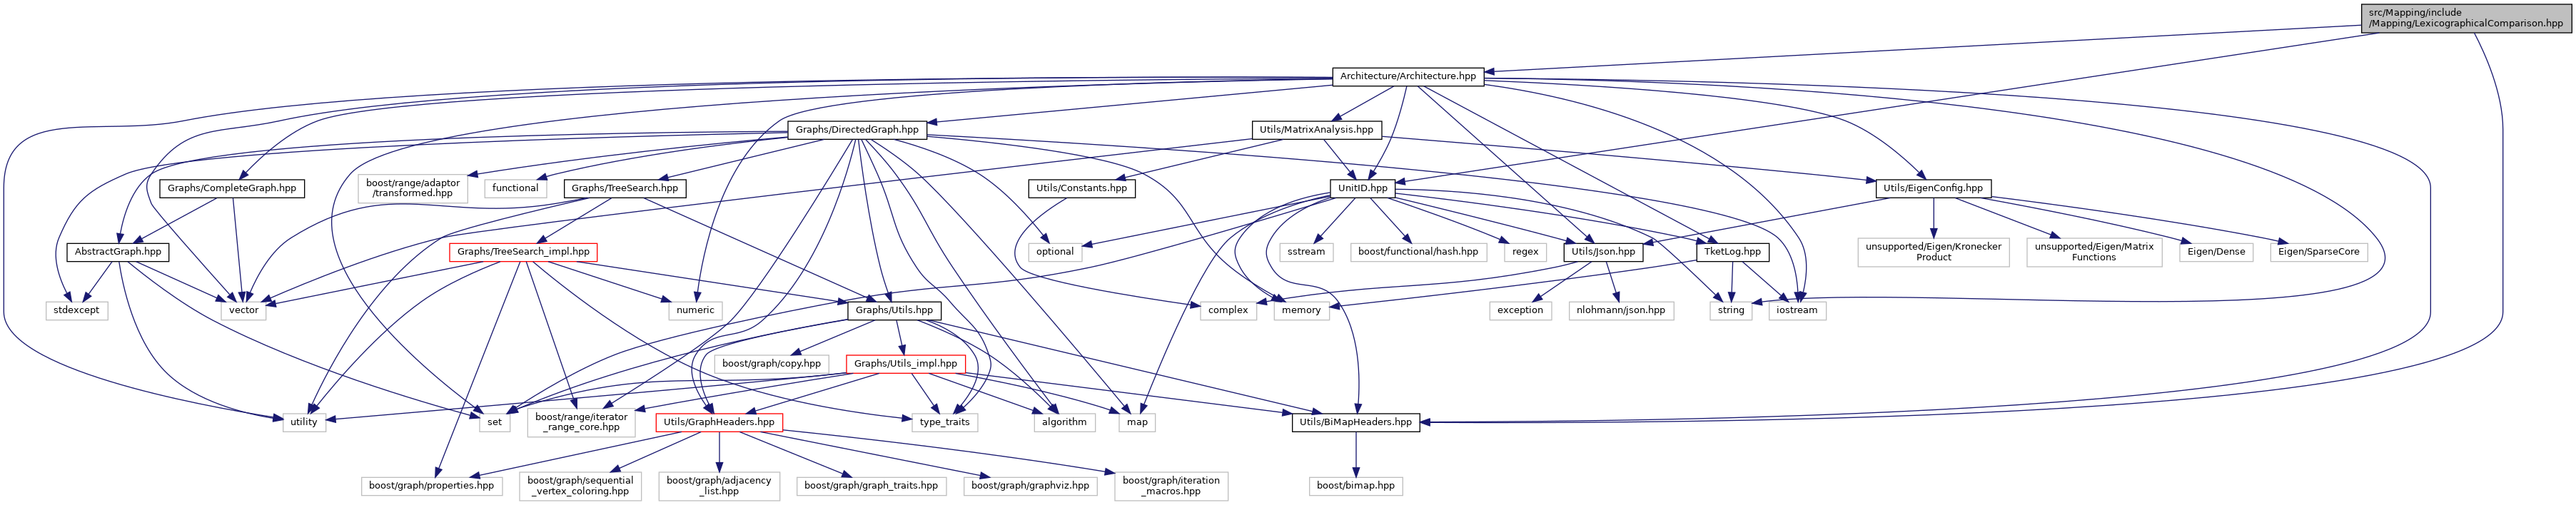 src/Mapping/include
/Mapping/LexicographicalComparison.hpp
Architecture/Architecture.hpp
Graphs/DirectedGraph.hpp
Utils/MatrixAnalysis.hpp
Graphs/CompleteGraph.hpp
boost/range/adaptor
/transformed.hpp
functional
Graphs/TreeSearch.hpp
Utils/Constants.hpp
UnitID.hpp
Utils/EigenConfig.hpp
AbstractGraph.hpp
Graphs/TreeSearch_impl.hpp
optional
sstream
boost/functional/hash.hpp
regex
Utils/Json.hpp
TketLog.hpp
unsupported/Eigen/Kronecker
Product
unsupported/Eigen/Matrix
Functions
Eigen/Dense
Eigen/SparseCore
stdexcept
vector
numeric
Graphs/Utils.hpp
complex
memory
exception
nlohmann/json.hpp
string
iostream
boost/graph/copy.hpp
Graphs/Utils_impl.hpp
utility
set
boost/range/iterator
_range_core.hpp
Utils/GraphHeaders.hpp
type_traits
algorithm
map
Utils/BiMapHeaders.hpp
boost/graph/properties.hpp
boost/graph/sequential
_vertex_coloring.hpp
boost/graph/adjacency
_list.hpp
boost/graph/graph_traits.hpp
boost/graph/graphviz.hpp
boost/graph/iteration
_macros.hpp
boost/bimap.hpp